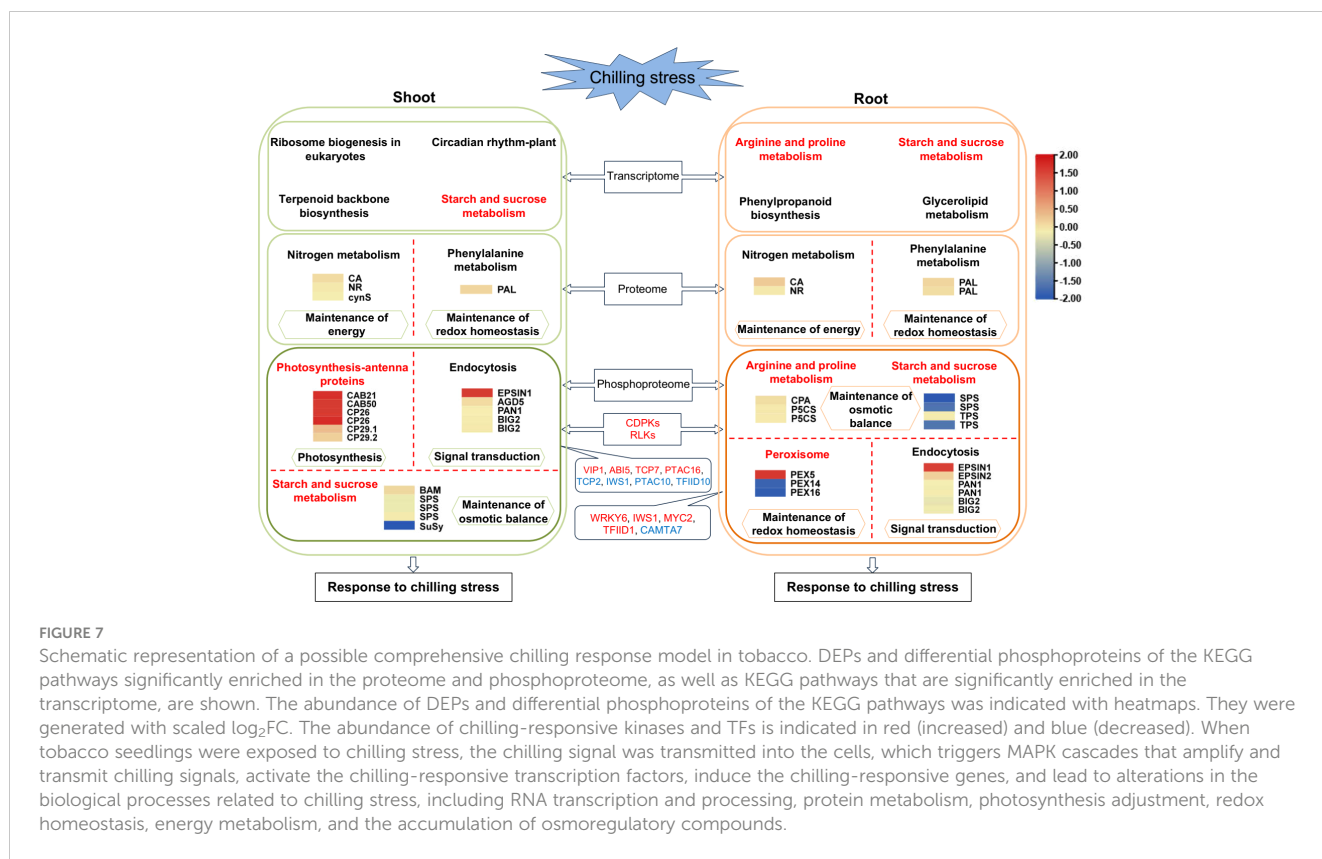 Chilling stress
Shoot
Root
Ribosome biogenesis in
eukaryotes
Circadian rhythm-plant
Terpenoid backbone
biosynthesis
Starch and sucrose
metabolism
Transcriptome
Arginine and proline
metabolism
Starch and sucrose
metabolism
Phenylpropanoid
biosynthesis
Glycerolipid
metabolism
2.00
1.50
1.00
0.50
0.00
-0.50
-1.00
-1.50
-2.00
Nitrogen metabolism
CA
NR
cynS
Maintenance of
energy
Phenylalanine
metabolism
PAL
Maintenance of
redox homeostasis
Proteome
Nitrogen metabolism
CA
NR
Maintenance of energy
Phenylalanine
metabolism
PAL
PAL
Maintenance of
redox homeostasis
Photosynthesis-antenna
proteins
CAB21
CAB50
CP26
CP26
CP29.1
CP29.2
Photosynthesis
Endocytosis
EPSIN1
AGD5
PAN1
BIG2
BIG2
Signal transduction
Starch and sucrose
metabolism
BAM
SPS
SPS
SPS
SuSy
Maintenance of
osmotic balance
Phosphoproteome
CDPKs
RLKs
VIP1, ABI5, TCP7, PTAC16,
TCP2, IWS1, PTAC10, TFIID10
WRKY6, IWS1, MYC2,
TFIID1, CAMTA7
Arginine and proline
metabolism
CPA
P5CS
P5CS
Maintenance of
osmotic
balance
Starch and sucrose
metabolism
SPS
SPS
TPS
TPS
Peroxisome
PEX5
PEX14
PEX16
Maintenance of
redox homeostasis
Endocytosis
EPSIN1
EPSIN2
PAN1
PAN1
BIG2
BIG2
Signal transduction
Response to chilling stress
Response to chilling stress
FIGURE 7
Schematic representation of a possible comprehensive chilling response model in tobacco. DEPs and differential phosphoproteins of the KEGG
pathways significantly enriched in the proteome and phosphoproteome, as well as KEGG pathways that are significantly enriched in the
transcriptome, are shown. The abundance of DEPs and differential phosphoproteins of the KEGG pathways was indicated with heatmaps. They were
generated with scaled log₂FC. The abundance of chilling-responsive kinases and TFs is indicated in red (increased) and blue (decreased). When
tobacco seedlings were exposed to chilling stress, the chilling signal was transmitted into the cells, which triggers MAPK cascades that amplify and
transmit chilling signals, activate the chilling-responsive transcription factors, induce the chilling-responsive genes, and lead to alterations in the
biological processes related to chilling stress, including RNA transcription and processing, protein metabolism, photosynthesis adjustment, redox
homeostasis, energy metabolism, and the accumulation of osmoregulatory compounds.